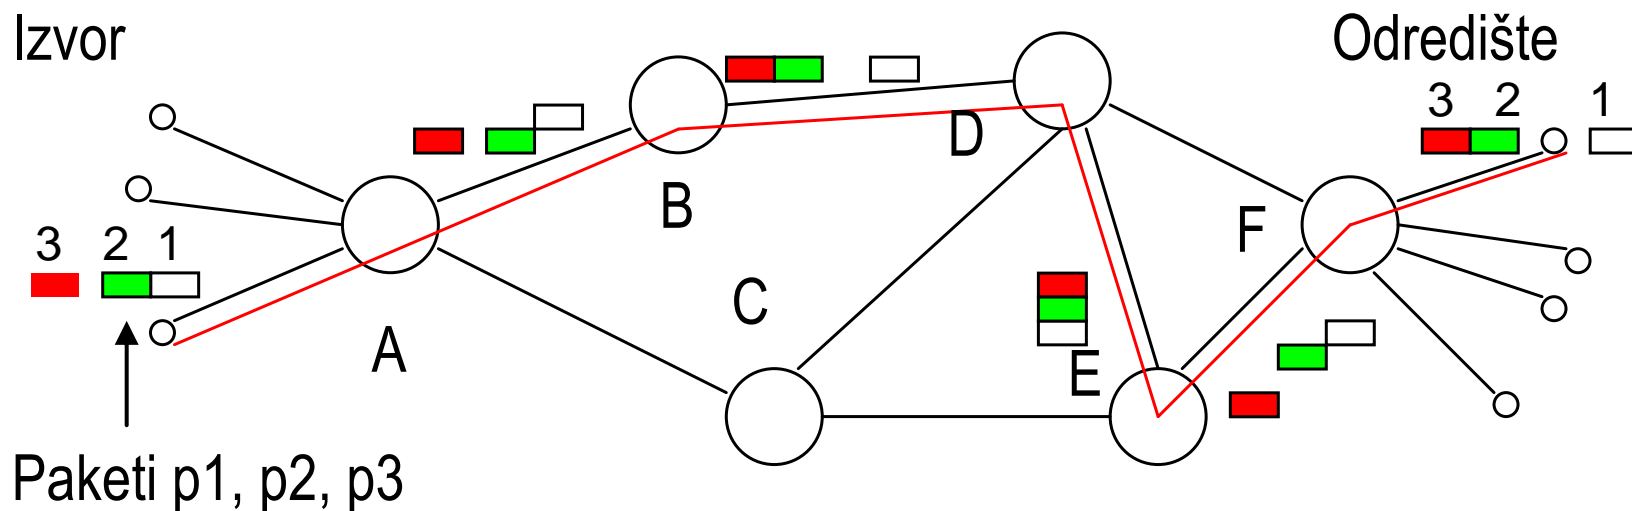 Izvor
Odredište
3 2 1
B
D
F
3 2 1
C
A
E
Paketi p1, p2, p3